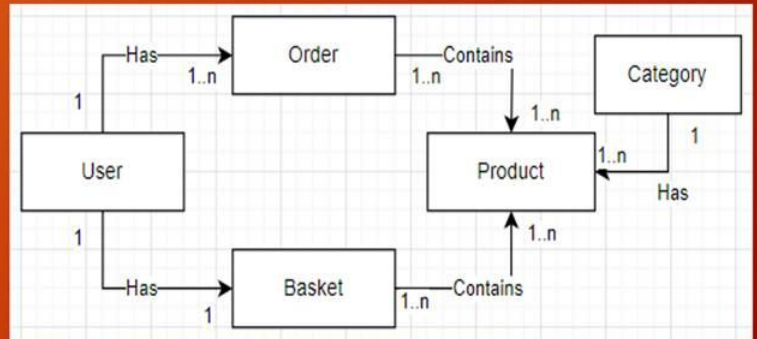 Order
Has
Contains
1..n
1..n
Category
1
1..n
1
User
Product
1..n
Has
1
1..n
Has
Basket
Contains
1
1..n